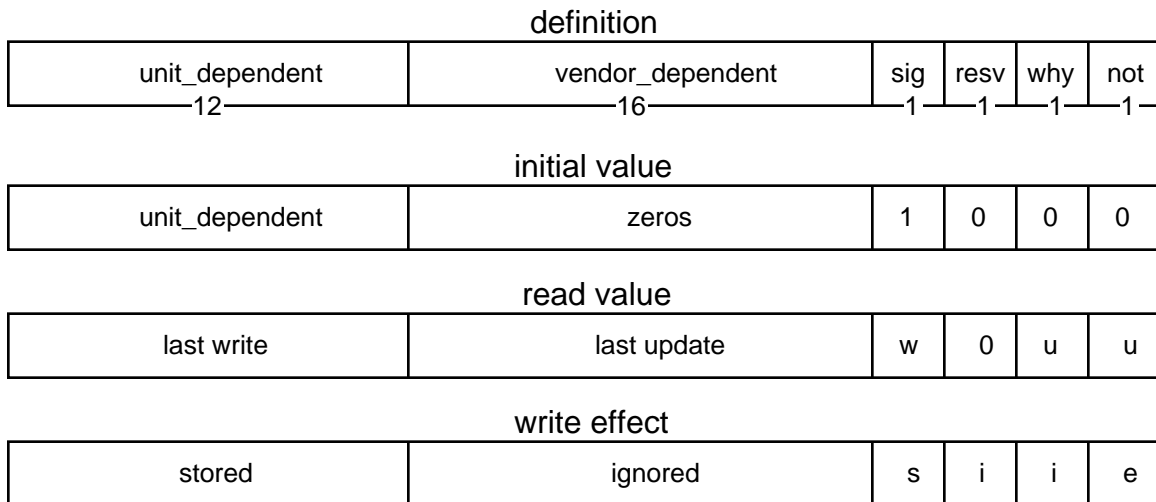 definition
unit_dependent vendor_dependent sig resv why not
12 16 1 1 1 1
initial value
unit_dependent zeros 1 0 0 0
read value
last write last update w 0 u u
write effect
stored ignored s i i e